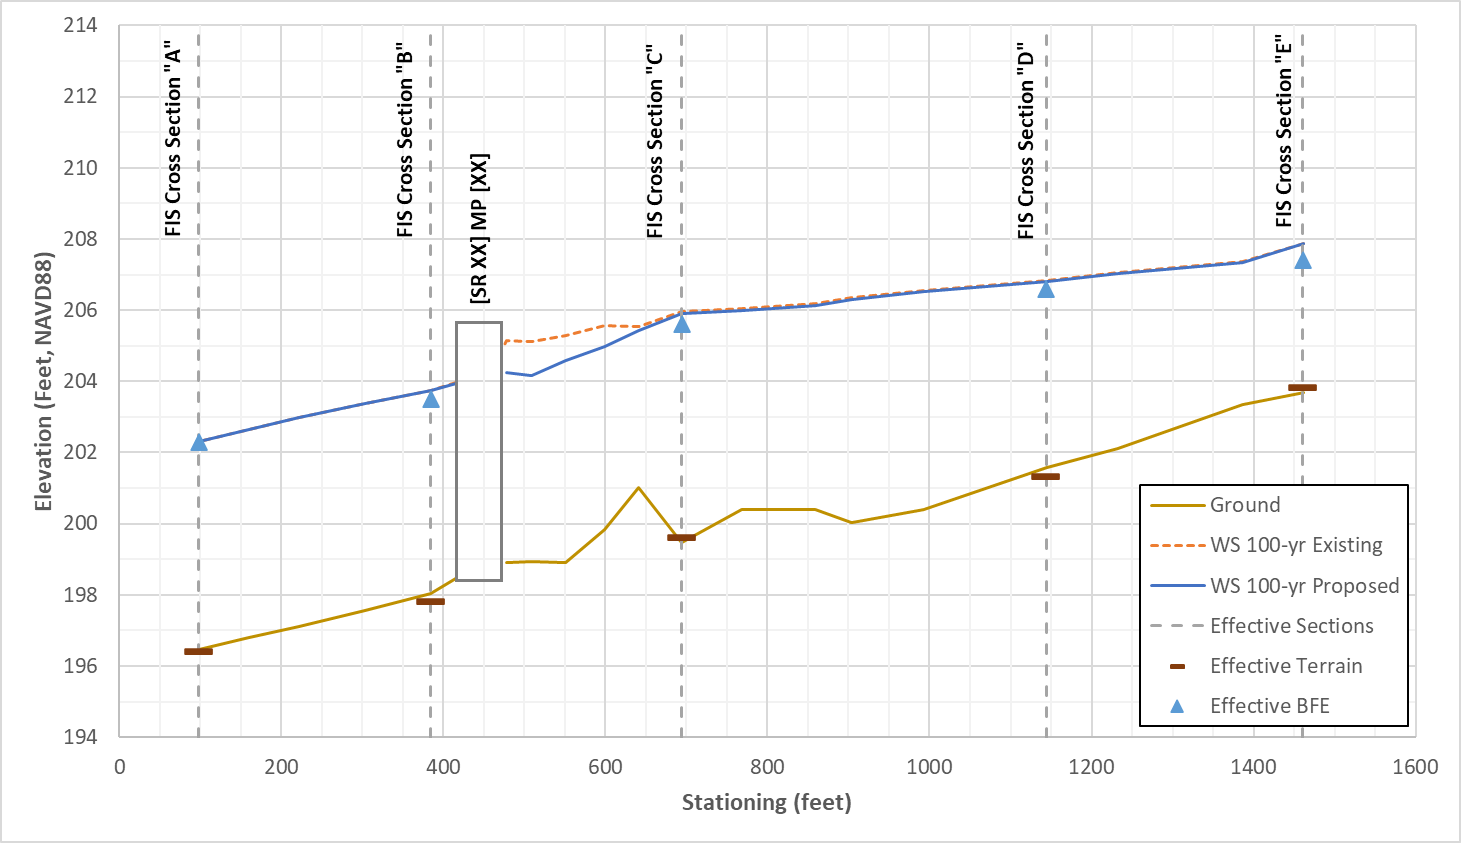 214
212
210
208
206
204
202
200
198
196
194
Elevation (Feet, NAVD88)
FIS Cross Section "A"
FIS Cross Section "B"
[SR XX] MP [XX]
FIS Cross Section "C"
FIS Cross Section "D"
FIS Cross Section "E"
Ground
WS 100-yr Existing
WS 100-yr Proposed
Effective Sections
Effective Terrain
Effective BFE
0 200 400 600 800 1000 1200 1400 1600
Stationing (feet)